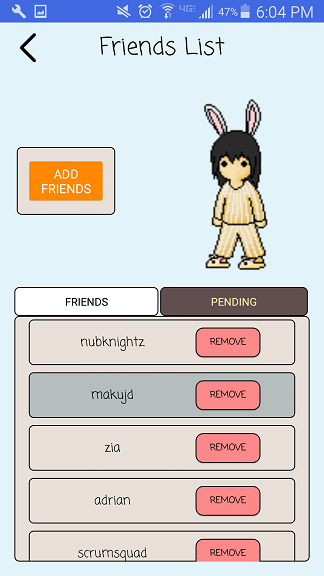 4G
47% 6:04 PM
Friends List
ADD
FRIENDS
FRIENDS PENDING
nubknightz REMOVE
makujd REMOVE
zia REMOVE
adrian REMOVE
scrumsquad REMOVE